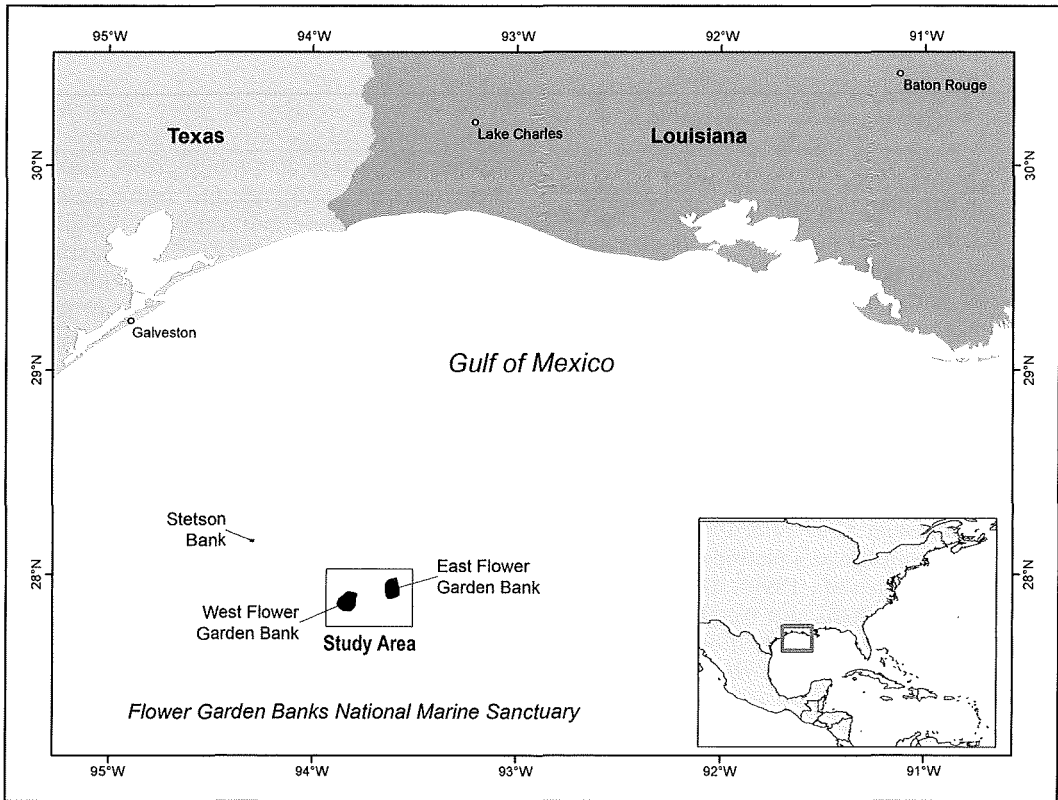 95°W
94°W
93°W
92°W
91°W
Baton Rouge
Texas
Lake Charles
Louisiana
30°N
30°N
Galveston
29°N
Gulf of Mexico
29°N
Stetson
Bank
28°N
East Flower
Garden Bank
28°N
West Flower
Garden Bank
Study Area
Flower Garden Banks National Marine Sanctuary
95°W
94°W
93°W
92°W
91°W